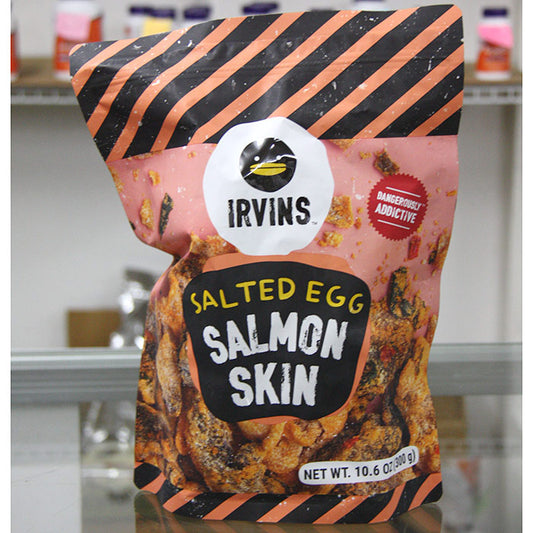 IRVINS
DANGEROUSLY
ADDICTIVE
SALTED EGG
SALMON
SKIN
NET WT. 10.6 OZ (300 g)